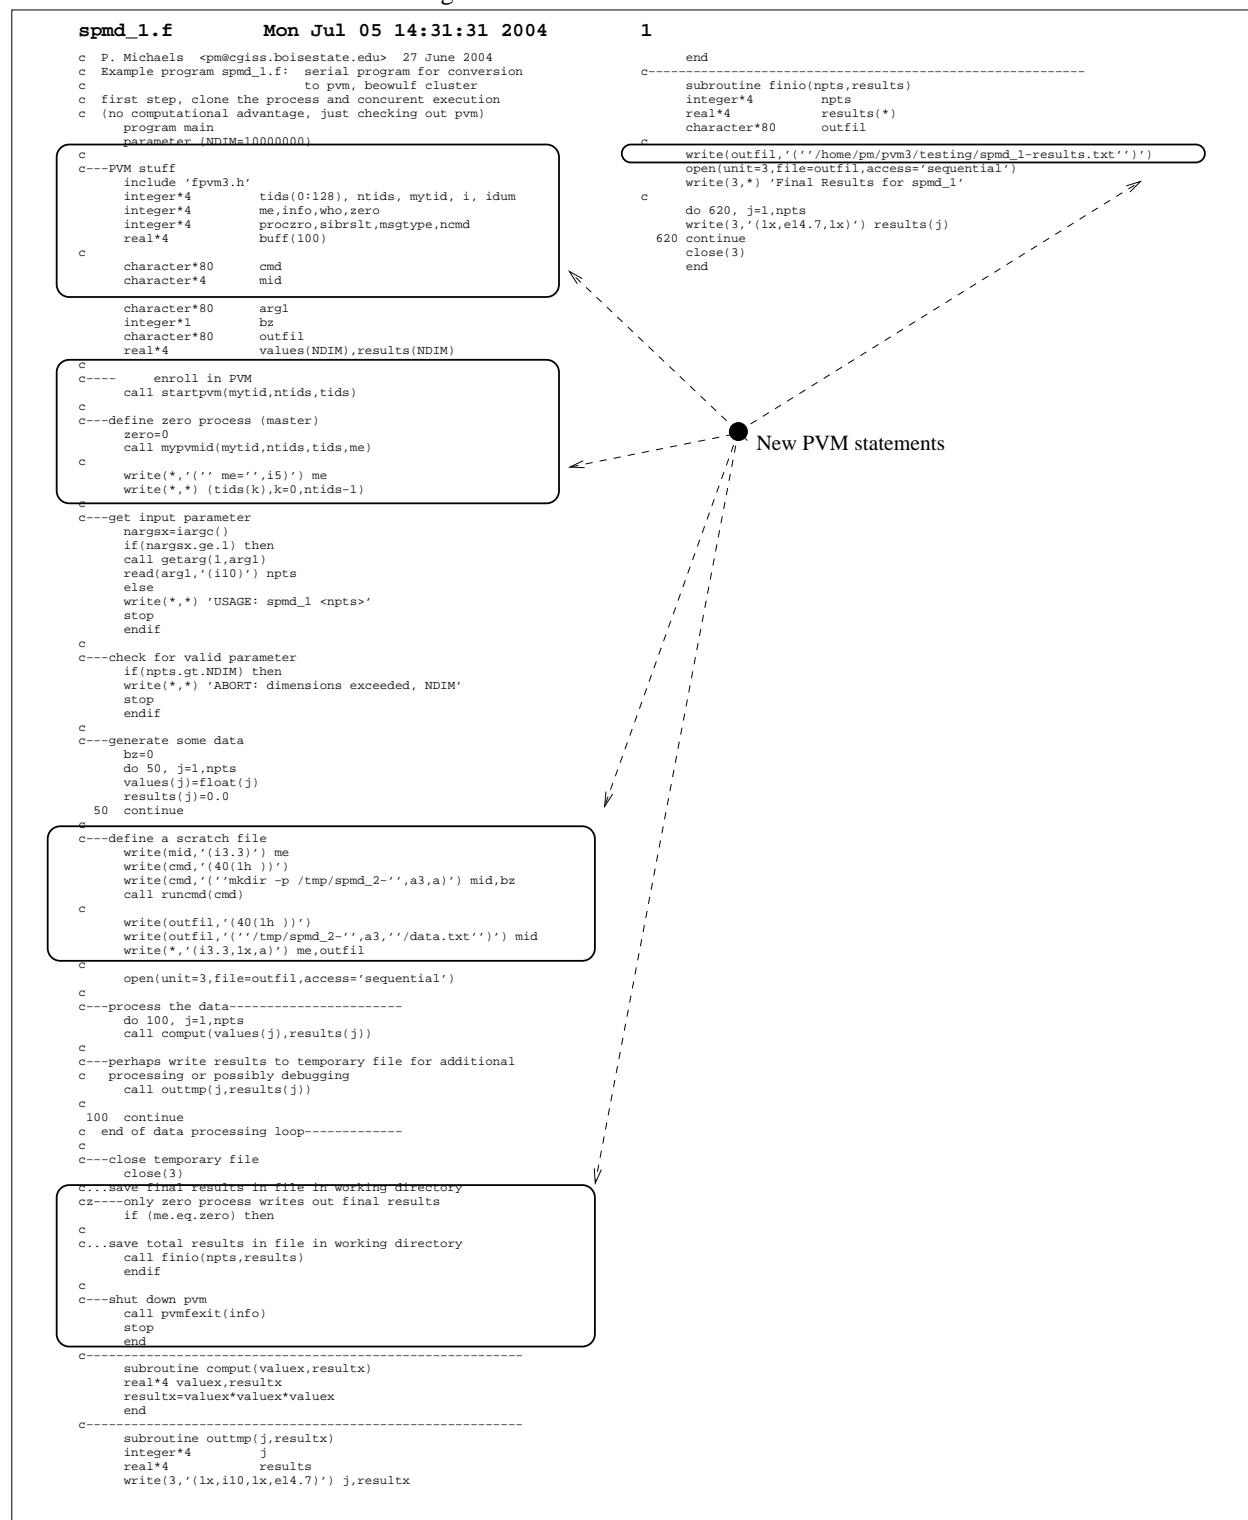 spmd_1.f Mon Jul 05 14:31:31 2004 1
c P. Michaels <pm@cgiss.boisestate.edu> 27 June 2004
c Example program spmd_1.f: serial program for conversion
c to pvm, beowulf cluster
c first step, clone the process and concurent execution
c (no computational advantage, just checking out pvm)
program main
parameter (NDIM=10000000)
c
c---PVM stuff
include 'fpvm3.h'
integer*4 tids(0:128), ntids, mytid, i, idum
integer*4 me,info,who,zero
integer*4 proczro,sibrslt,msgtype,ncmd
real*4 buff(100)
c
character*80 cmd
character*4 mid
character*80 arg1
integer*1 bz
character*80 outfil
real*4 values(NDIM),results(NDIM)
c
c---- enroll in PVM
call startpvm(mytid,ntids,tids)
c
c---define zero process (master)
zero=0
call mypvmid(mytid,ntids,tids,me)
c
write(*,'('' me='',i5)') me
write(*,*) (tids(k),k=0,ntids-1)
c
c---get input parameter
nargsx=iargc()
if(nargsx.ge.1) then
call getarg(1,arg1)
read(arg1,'(i10)') npts
else
write(*,*) 'USAGE: spmd_1 <npts>'
stop
endif
c
c---check for valid parameter
if(npts.gt.NDIM) then
write(*,*) 'ABORT: dimensions exceeded, NDIM'
stop
endif
c
c---generate some data
bz=0
do 50, j=1,npts
values(j)=float(j)
results(j)=0.0
50 continue
c
c---define a scratch file
write(mid,'(i3.3)') me
write(cmd,'(40(1h ))')
write(cmd,'(''mkdir -p /tmp/spmd_2-'',a3,a)') mid,bz
call runcmd(cmd)
c
write(outfil,'(40(1h ))')
write(outfil,'(''/tmp/spmd_2-'',a3,''/data.txt'')') mid
write(*,'(i3.3,1x,a)') me,outfil
c
open(unit=3,file=outfil,access='sequential')
c
c---process the data-----------------------
do 100, j=1,npts
call comput(values(j),results(j))
c
c---perhaps write results to temporary file for additional
c processing or possibly debugging
call outtmp(j,results(j))
c
100 continue
c end of data processing loop-------------
c
c---close temporary file
close(3)
c...save final results in file in working directory
cz----only zero process writes out final results
if (me.eq.zero) then
c
c...save total results in file in working directory
call finio(npts,results)
endif
c
c---shut down pvm
call pvmfexit(info)
stop
end
c----------------------------------------------------------
subroutine comput(valuex,resultx)
real*4 valuex,resultx
resultx=valuex*valuex*valuex
end
c----------------------------------------------------------
subroutine outtmp(j,resultx)
integer*4 j
real*4 results
write(3,'(1x,i10,1x,e14.7)') j,resultx
end
c----------------------------------------------------------
subroutine finio(npts,results)
integer*4 npts
real*4 results(*)
character*80 outfil
c
write(outfil,'(''/home/pm/pvm3/testing/spmd_1-results.txt'')')
open(unit=3,file=outfil,access='sequential')
write(3,*) 'Final Results for spmd_1'
c
do 620, j=1,npts
write(3,'(1x,e14.7,1x)') results(j)
620 continue
close(3)
end
New PVM statements